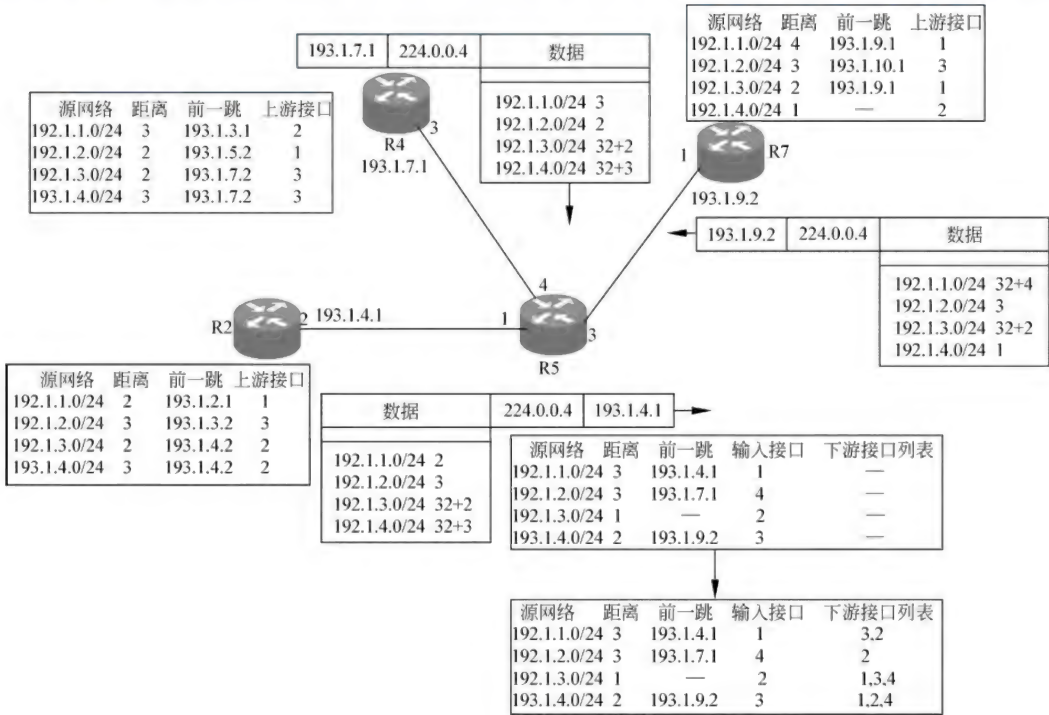 193.1.7.1 224.0.0.4 数据
192.1.1.0/24 3
192.1.2.0/24 2
192.1.3.0/24 32+2
192.1.4.0/24 32+3
源网络 距离 前一跳 上游接口
192.1.1.0/24 4 193.1.9.1 1
192.1.2.0/24 3 193.1.10.1 3
192.1.3.0/24 2 193.1.9.1 1
192.1.4.0/24 1 — 2
源网络 距离 前一跳 上游接口
192.1.1.0/24 3 193.1.3.1 2
192.1.2.0/24 2 193.1.5.2 1
192.1.3.0/24 2 193.1.7.2 3
193.1.4.0/24 3 193.1.7.2 3
3
R4
193.1.7.1
1
R7
193.1.9.2
193.1.9.2 224.0.0.4 数据
192.1.1.0/24 32+4
192.1.2.0/24 3
192.1.3.0/24 32+2
192.1.4.0/24 1
4
R2
2 193.1.4.1
1
3
R5
源网络 距离 前一跳 上游接口
192.1.1.0/24 2 193.1.2.1 1
192.1.2.0/24 3 193.1.3.2 3
192.1.3.0/24 2 193.1.4.2 2
193.1.4.0/24 3 193.1.4.2 2
数据 224.0.0.4 193.1.4.1
192.1.1.0/24 2
192.1.2.0/24 3
192.1.3.0/24 32+2
192.1.4.0/24 32+3
源网络 距离 前一跳 输入接口 下游接口列表
192.1.1.0/24 3 193.1.4.1 1 —
192.1.2.0/24 3 193.1.7.1 4 —
192.1.3.0/24 1 — 2 —
193.1.4.0/24 2 193.1.9.2 3 —
源网络 距离 前一跳 输入接口 下游接口列表
192.1.1.0/24 3 193.1.4.1 1 3,2
192.1.2.0/24 3 193.1.7.1 4 2
192.1.3.0/24 1 — 2 1,3,4
193.1.4.0/24 2 193.1.9.2 3 1,2,4